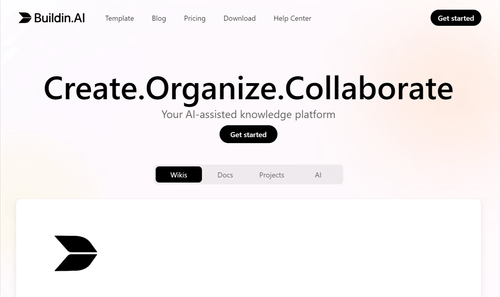 Buildin.AI Template Blog Pricing Download Help Center Get started
Create.Organize.Collaborate
Your AI-assisted knowledge platform
Get started
Wikis Docs Projects AI